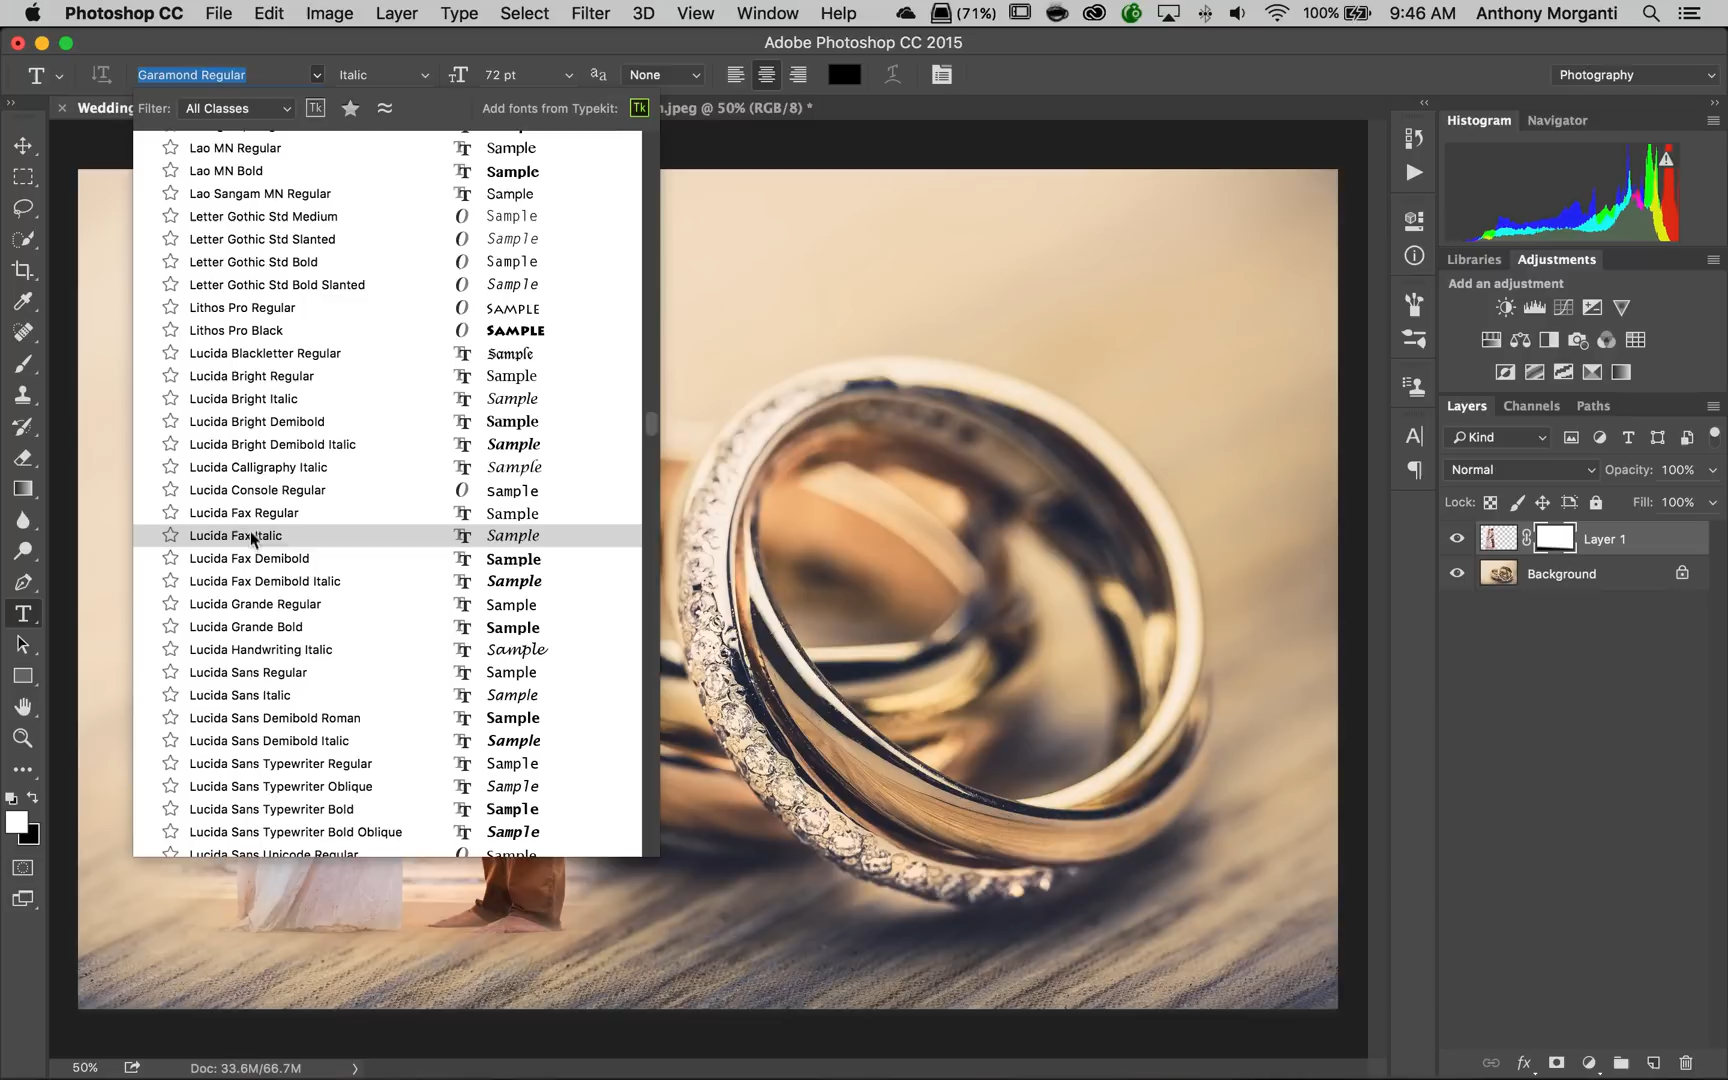 Photoshop CC File Edit Image Layer Type Select Filter 3D View Window Help (71%) 100% 9:46 AM Anthony Morganti
Adobe Photoshop CC 2015
Garamond Regular Italic 72 pt None Photography
Wedding .jpeg @ 50% (RGB/8) *
Filter: All Classes Tk Add fonts from Typekit: Tk
Lao MN Regular Sample
Lao MN Bold Sample
Lao Sangam MN Regular Sample
Letter Gothic Std Medium Sample
Letter Gothic Std Slanted Sample
Letter Gothic Std Bold Sample
Letter Gothic Std Bold Slanted Sample
Lithos Pro Regular SAMPLE
Lithos Pro Black SAMPLE
Lucida Blackletter Regular Sample
Lucida Bright Regular Sample
Lucida Bright Italic Sample
Lucida Bright Demibold Sample
Lucida Bright Demibold Italic Sample
Lucida Calligraphy Italic Sample
Lucida Console Regular Sample
Lucida Fax Regular Sample
Lucida Fax Italic Sample
Lucida Fax Demibold Sample
Lucida Fax Demibold Italic Sample
Lucida Grande Regular Sample
Lucida Grande Bold Sample
Lucida Handwriting Italic Sample
Lucida Sans Regular Sample
Lucida Sans Italic Sample
Lucida Sans Demibold Roman Sample
Lucida Sans Demibold Italic Sample
Lucida Sans Typewriter Regular Sample
Lucida Sans Typewriter Oblique Sample
Lucida Sans Typewriter Bold Sample
Lucida Sans Typewriter Bold Oblique Sample
Lucida Sans Unicode Regular Sample
Histogram Navigator
Libraries Adjustments
Add an adjustment
Layers Channels Paths
Kind
Normal Opacity: 100%
Lock: Fill: 100%
Layer 1
Background
fx
50% Doc: 33.6M/66.7M